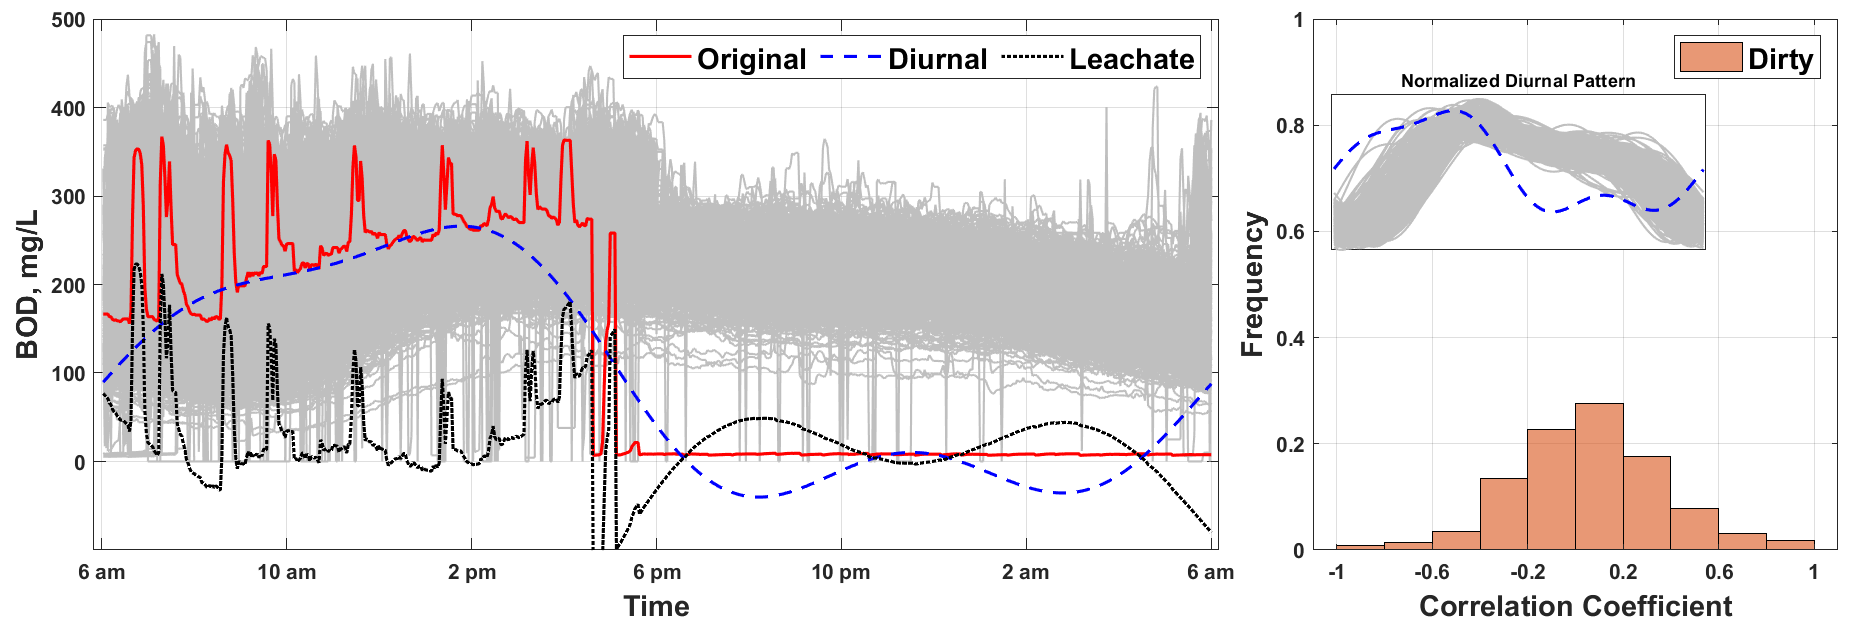 500
400
300
200
100
0
BOD, mg/L
Original
Diurnal
Leachate
6 am
10 am
2 pm
6 pm
10 pm
2 am
6 am
Time
1
0.8
0.6
0.4
0.2
0
Frequency
Dirty
Normalized Diurnal Pattern
-1
-0.6
-0.2
0.2
0.6
1
Correlation Coefficient